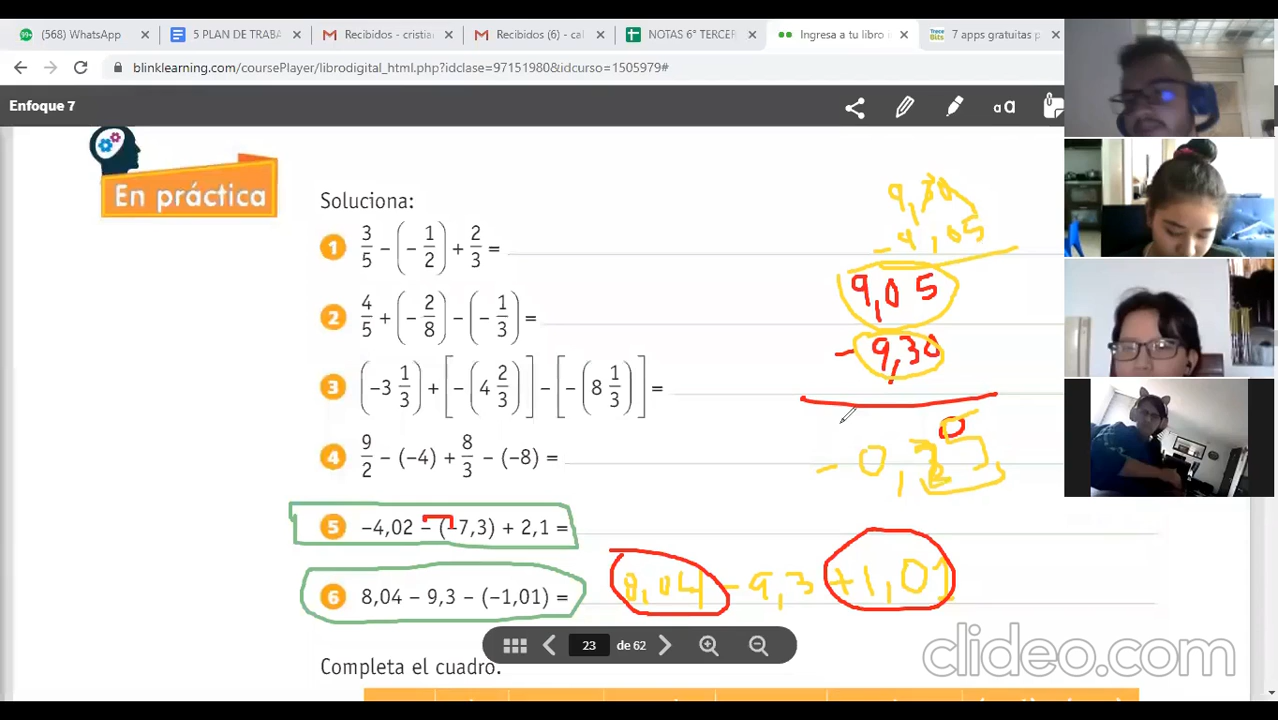 (568) WhatsApp
5 PLAN DE TRABA
Recibidos - cristia
Recibidos (6) - cal
NOTAS 6° TERCER
Ingresa a tu libro
7 apps gratuitas p
blinklearning.com/coursePlayer/librodigital_html.php?idclase=97151980&idcurso=1505979#
Enfoque 7
aA
En práctica
Soluciona:
1 3/5 - (- 1/2) + 2/3 =
2 4/5 + (- 2/8) - (- 1/3) =
3 (-3 1/3) + [- (4 2/3)] - [- (8 1/3)] =
4 9/2 - (-4) + 8/3 - (-8) =
5 -4,02 - (-7,3) + 2,1 =
6 8,04 - 9,3 - (-1,01) =
9,05
- 9,30
8,04 - 9,3 + 1,01
23 de 62
Completa el cuadro:
clideo.com